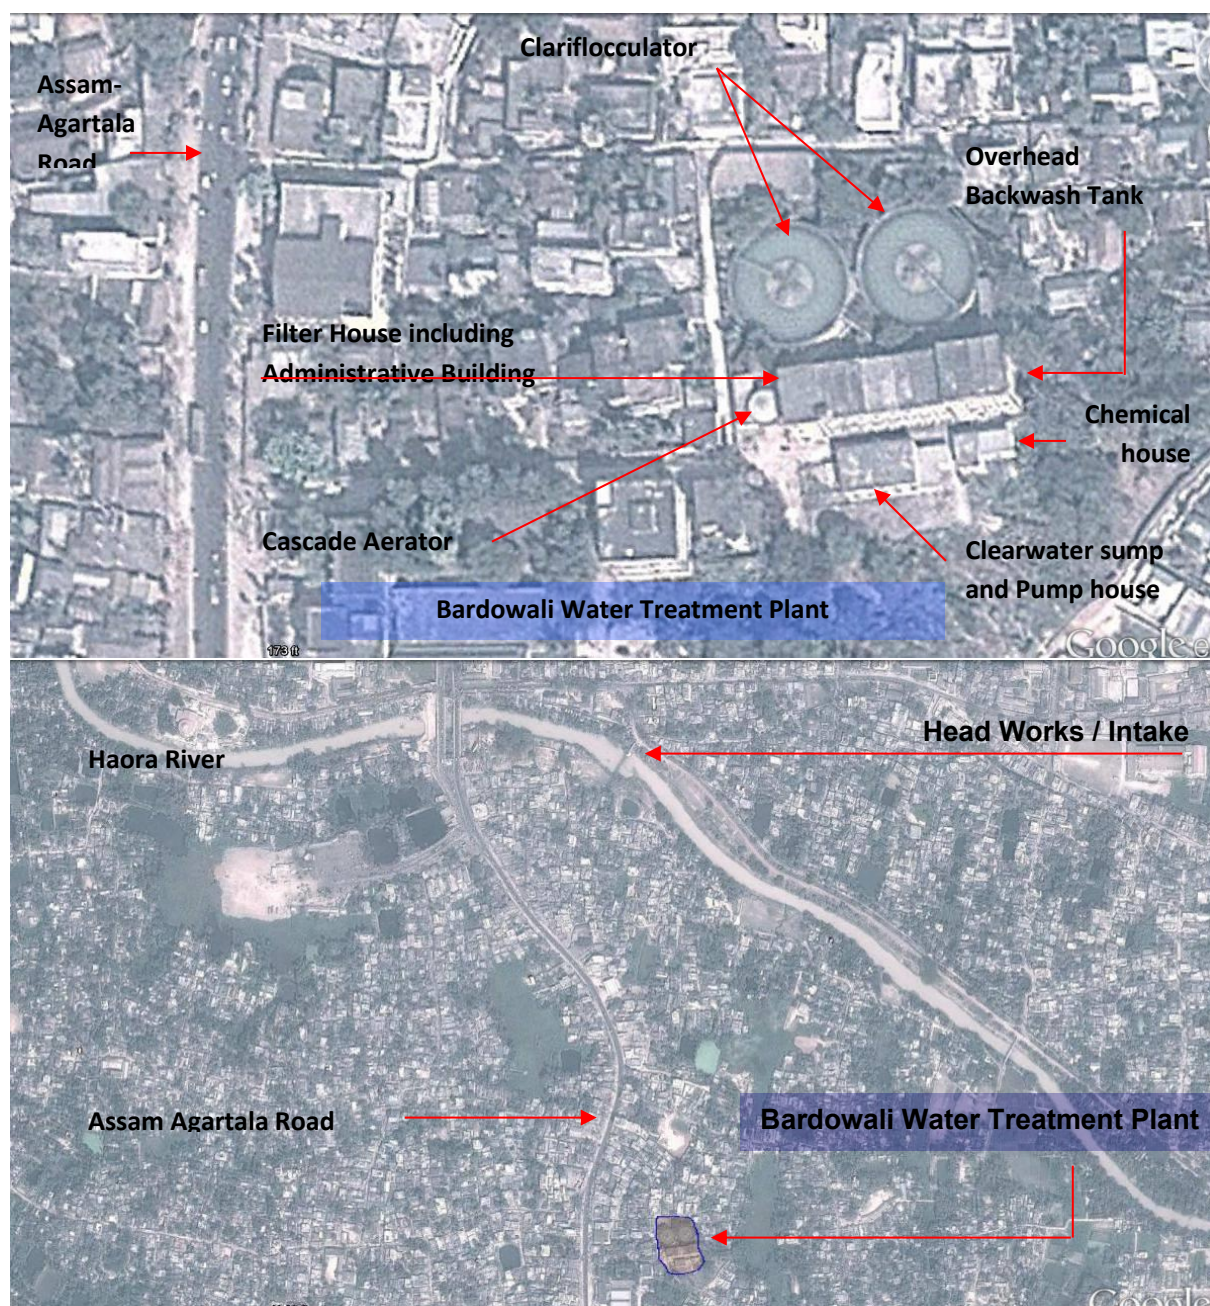 Clariflocculator
Assam-
Agartala
Road
Overhead
Backwash Tank
Filter House including
Administrative Building
Chemical
house
Cascade Aerator
Clearwater sump
and Pump house
Bardowali Water Treatment Plant
173 ft
Google e
Head Works / Intake
Haora River
Assam Agartala Road
Bardowali Water Treatment Plant